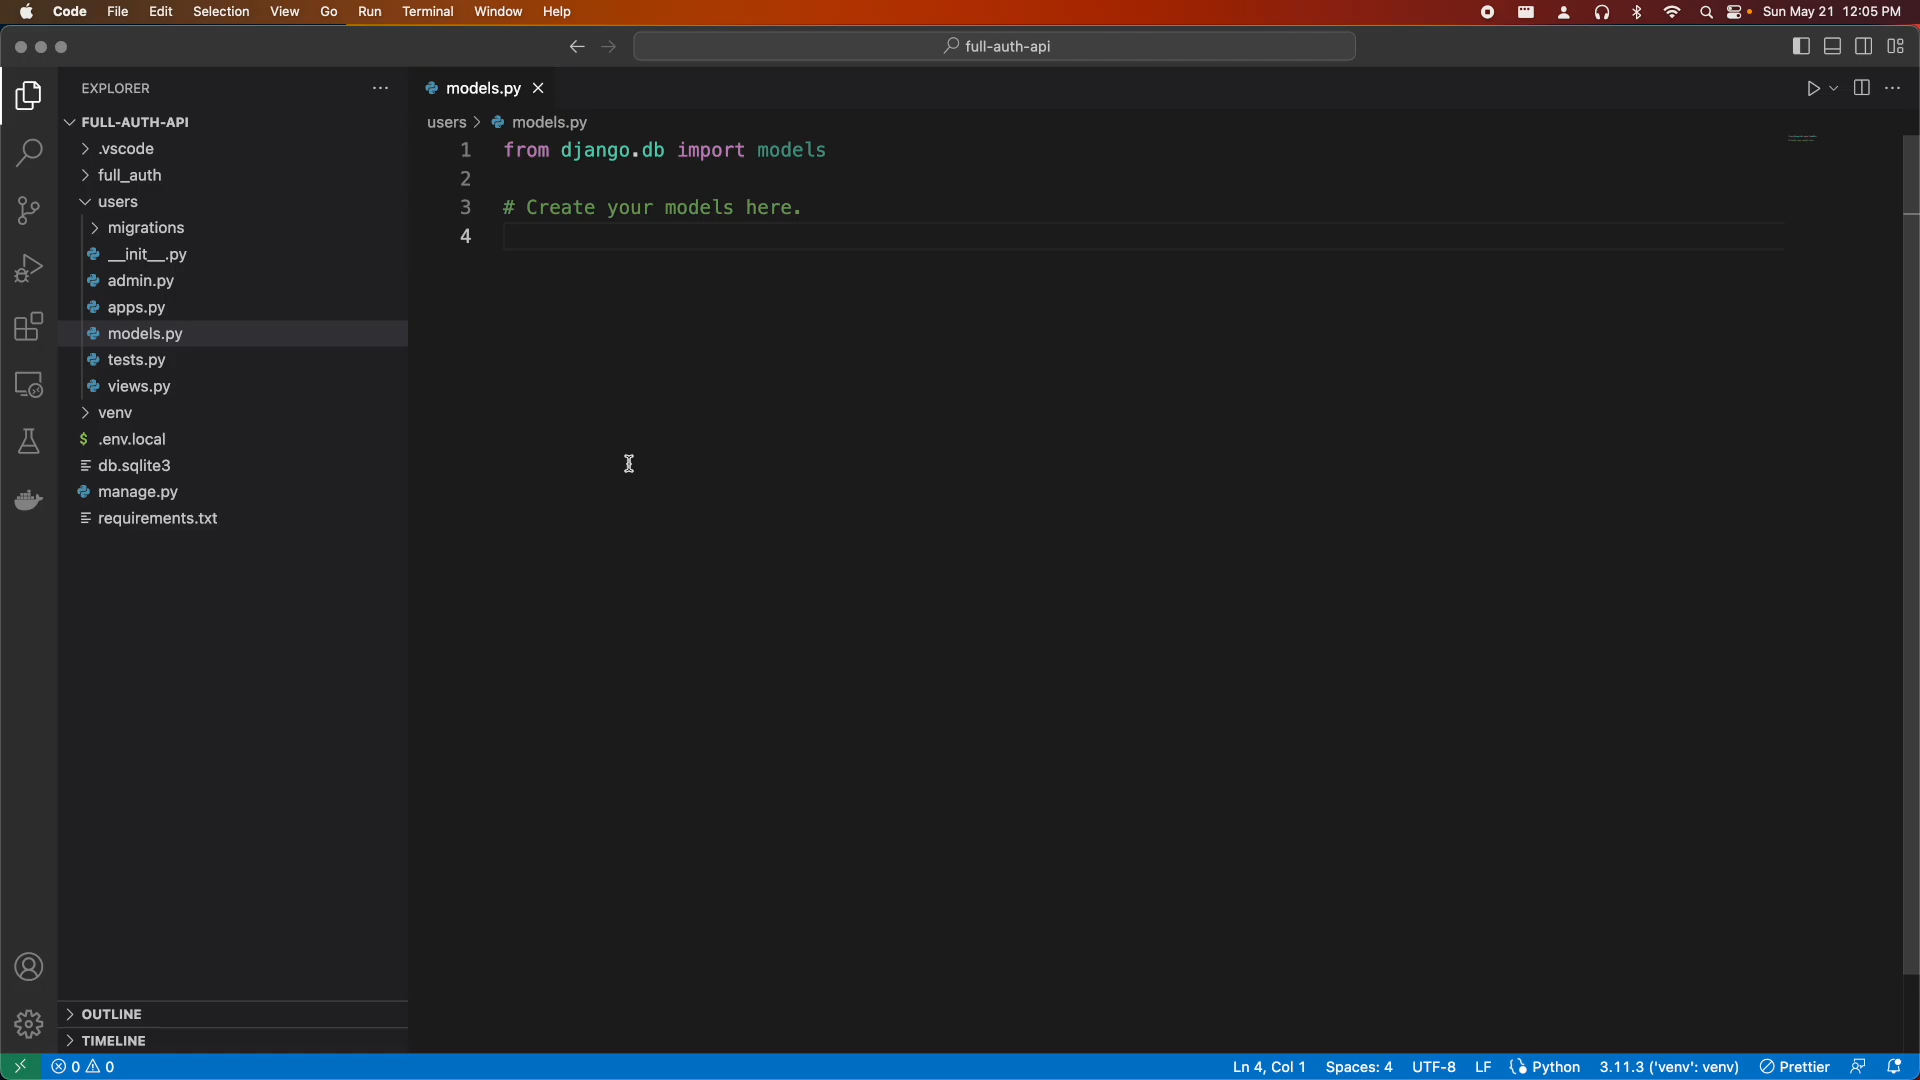 Code File Edit Selection View Go Run Terminal Window Help Sun May 21 12:05 PM
full-auth-api
EXPLORER
FULL-AUTH-API
.vscode
full_auth
users
migrations
__init__.py
admin.py
apps.py
models.py
tests.py
views.py
venv
$ .env.local
db.sqlite3
manage.py
requirements.txt
OUTLINE
TIMELINE
models.py
users > models.py
1 from django.db import models
2
3 # Create your models here.
4
0 0 Ln 4, Col 1 Spaces: 4 UTF-8 LF Python 3.11.3 ('venv': venv) Prettier